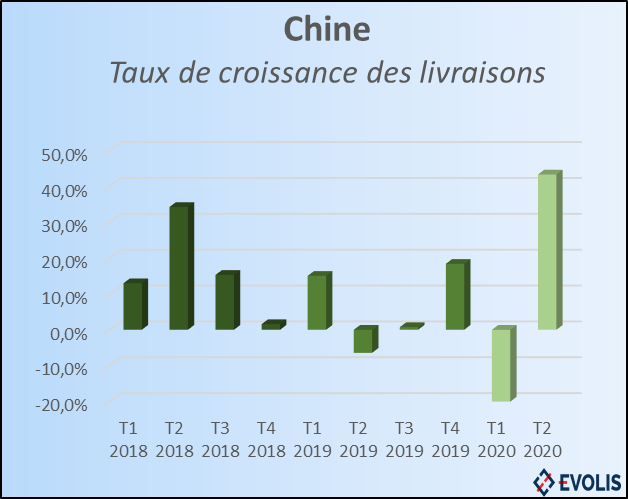 Chine
Taux de croissance des livraisons
50,0%
40,0%
30,0%
20,0%
10,0%
0,0%
-10,0%
-20,0%
T1 T2 T3 T4 T1 T2 T3 T4 T1 T2
2018 2018 2018 2018 2019 2019 2019 2019 2020 2020
EVOLIS